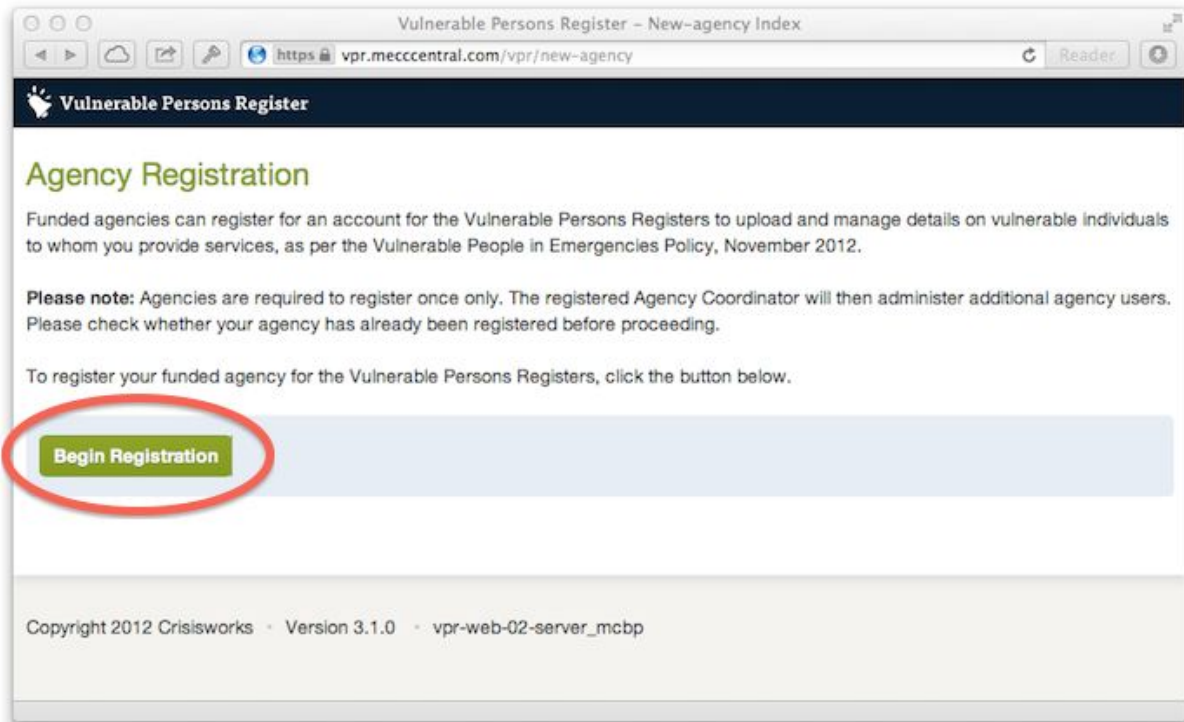 Vulnerable Persons Register – New-agency Index
https vpr.mecccentral.com/vpr/new-agency Reader
Vulnerable Persons Register
Agency Registration
Funded agencies can register for an account for the Vulnerable Persons Registers to upload and manage details on vulnerable individuals
to whom you provide services, as per the Vulnerable People in Emergencies Policy, November 2012.
Please note: Agencies are required to register once only. The registered Agency Coordinator will then administer additional agency users.
Please check whether your agency has already been registered before proceeding.
To register your funded agency for the Vulnerable Persons Registers, click the button below.
Begin Registration
Copyright 2012 Crisisworks • Version 3.1.0 • vpr-web-02-server_mcbp